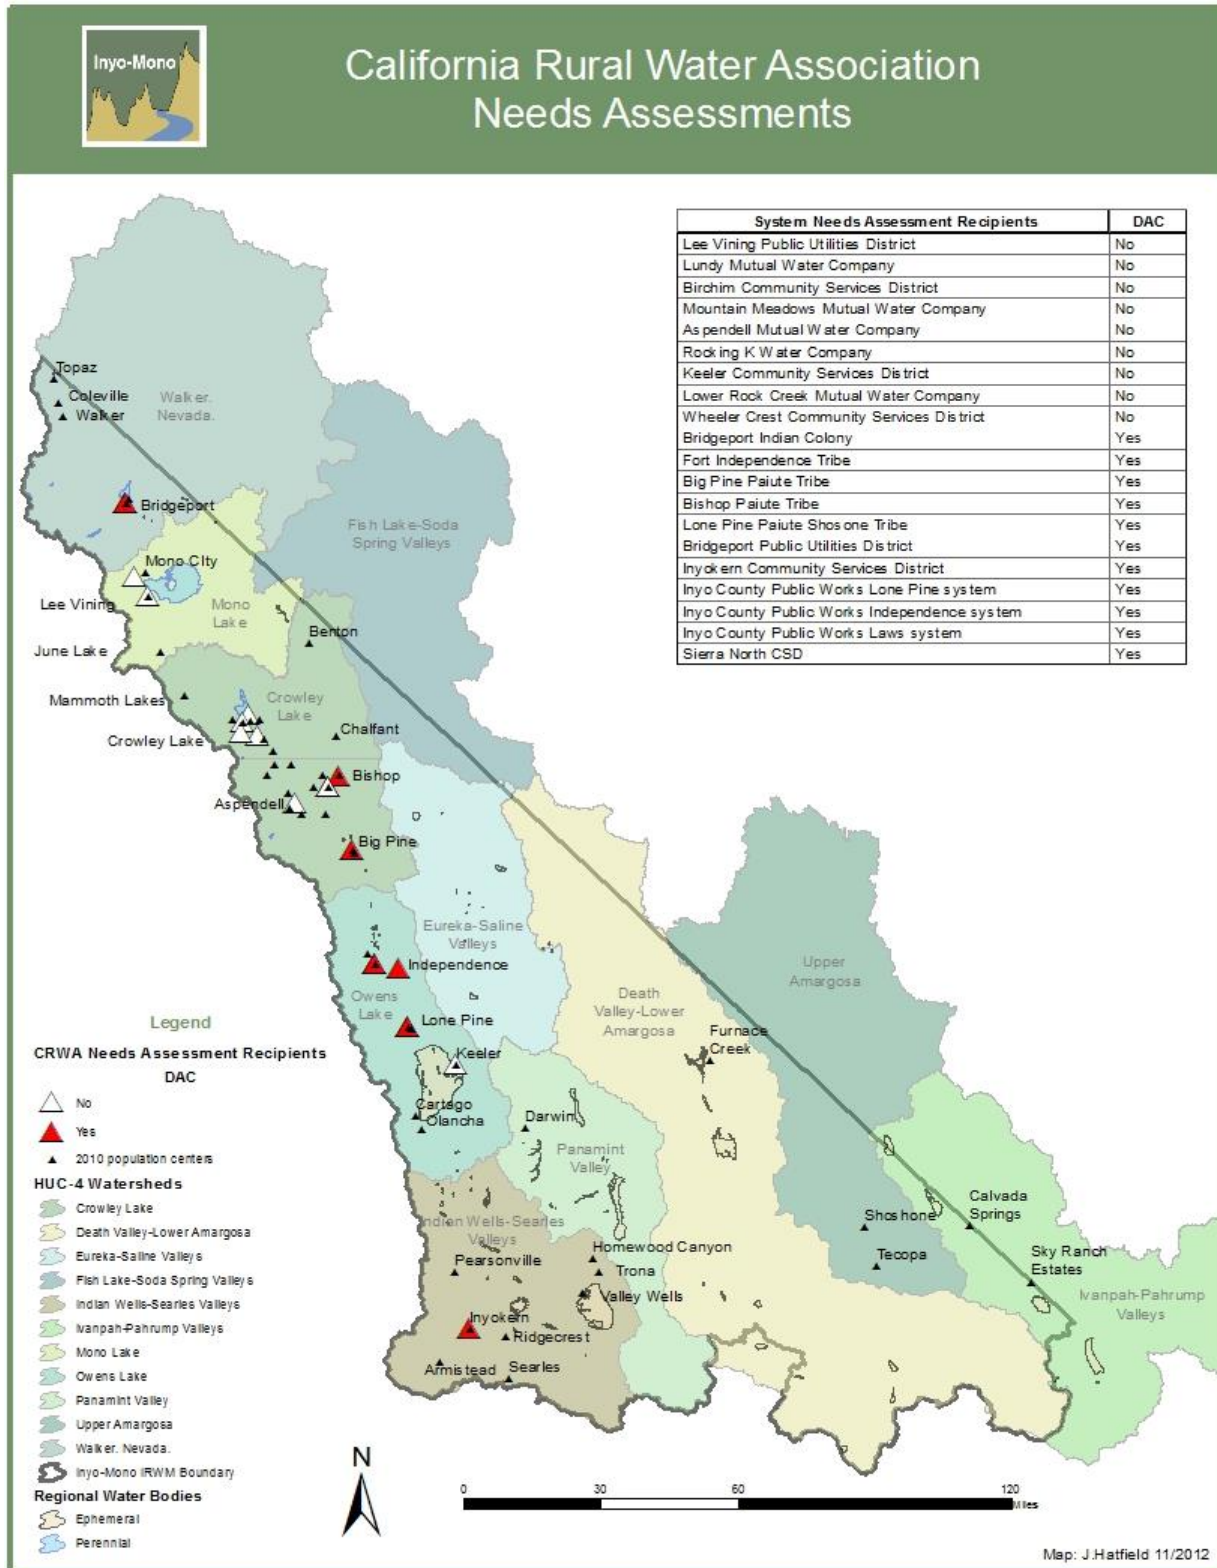 Inyo-Mono
California Rural Water Association
Needs Assessments
System Needs Assessment Recipients DAC
Lee Vining Public Utilities District No
Lundy Mutual Water Company No
Birchim Community Services District No
Mountain Meadows Mutual Water Company No
Aspendell Mutual Water Company No
Rocking K Water Company No
Keeler Community Services District No
Lower Rock Creek Mutual Water Company No
Wheeler Crest Community Services District No
Bridgeport Indian Colony Yes
Fort Independence Tribe Yes
Big Pine Paiute Tribe Yes
Bishop Paiute Tribe Yes
Lone Pine Paiute Shosone Tribe Yes
Bridgeport Public Utilities District Yes
Inyokern Community Services District Yes
Inyo County Public Works Lone Pine system Yes
Inyo County Public Works Independence system Yes
Inyo County Public Works Laws system Yes
Sierra North CSD Yes
Topaz
Coleville
Walker
Walker.
Nevada.
Bridgeport
Fish Lake-Soda
Spring Valleys
Mono CIty
Lee Vining
Mono
Lake
Benton
June Lake
Mammoth Lakes
Crowley
Lake
Chalfant
Crowley Lake
Bishop
Aspendell
Big Pine
Eureka-Saline
Valleys
Independence
Owens
Lake
Lone Pine
Keeler
Cartago
Olancha
Death
Valley-Lower
Amargosa
Furnace
Creek
Upper
Amargosa
Darwin
Panamint
Valley
Indian Wells-Searles
Valleys
Pearsonville
Homewood Canyon
Trona
Valley Wells
Inyokern
Ridgecrest
Armistead
Searles
Shoshone
Tecopa
Calvada
Springs
Sky Ranch
Estates
Ivanpah-Pahrump
Valleys
Legend
CRWA Needs Assessment Recipients
DAC
No
Yes
2010 population centers
HUC-4 Watersheds
Crowley Lake
Death Valley-Lower Amargosa
Eureka-Saline Valleys
Fish Lake-Soda Spring Valleys
Indian Wells-Searles Valleys
Ivanpah-Pahrump Valleys
Mono Lake
Owens Lake
Panamint Valley
Upper Amargosa
Walker. Nevada.
Inyo-Mono IRWM Boundary
Regional Water Bodies
Ephemeral
Perennial
N
0 30 60 120
Miles
Map: J.Hatfield 11/2012